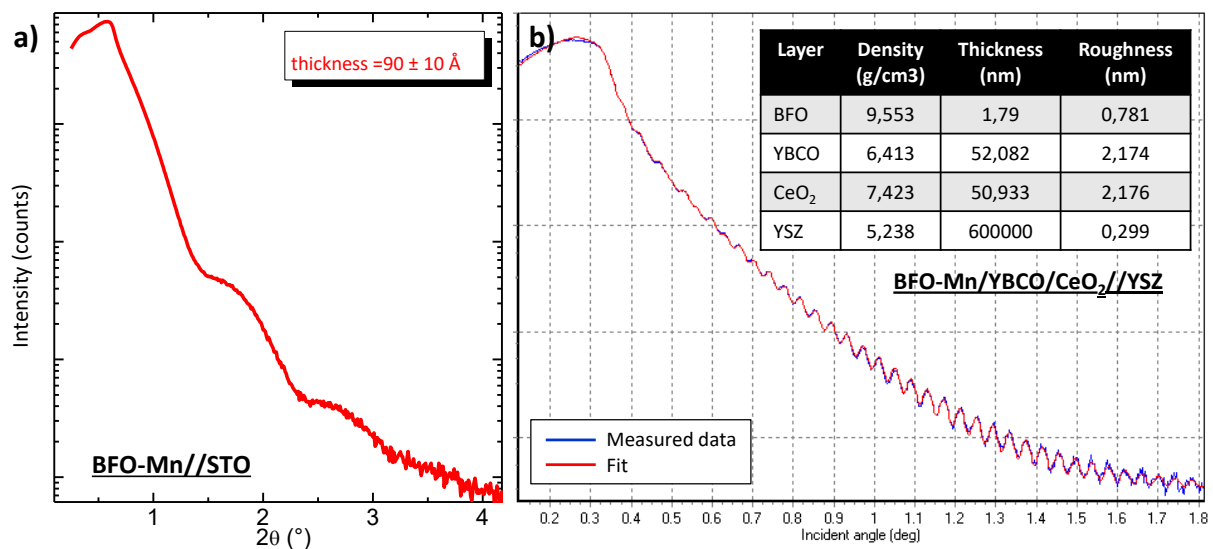 a)
thickness =90 ± 10 Å
Intensity (counts)
BFO-Mn//STO
1 2 3 4
2θ (°)
b)
Layer Density (g/cm3) Thickness (nm) Roughness (nm)
BFO 9,553 1,79 0,781
YBCO 6,413 52,082 2,174
CeO₂ 7,423 50,933 2,176
YSZ 5,238 600000 0,299
BFO-Mn/YBCO/CeO₂//YSZ
Measured data
Fit
0.2 0.3 0.4 0.5 0.6 0.7 0.8 0.9 1 1.1 1.2 1.3 1.4 1.5 1.6 1.7 1.8
Incident angle (deg)